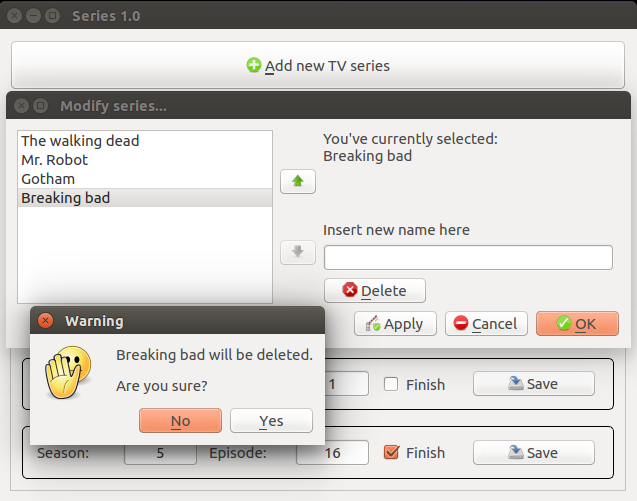 Series 1.0
Add new TV series
Modify series...
The walking dead
Mr. Robot
Gotham
Breaking bad
You've currently selected:
Breaking bad
Insert new name here
Delete
Apply
Cancel
OK
Warning
Breaking bad will be deleted.
Are you sure?
No
Yes
1
Finish
Save
Season:
5
Episode:
16
Finish
Save